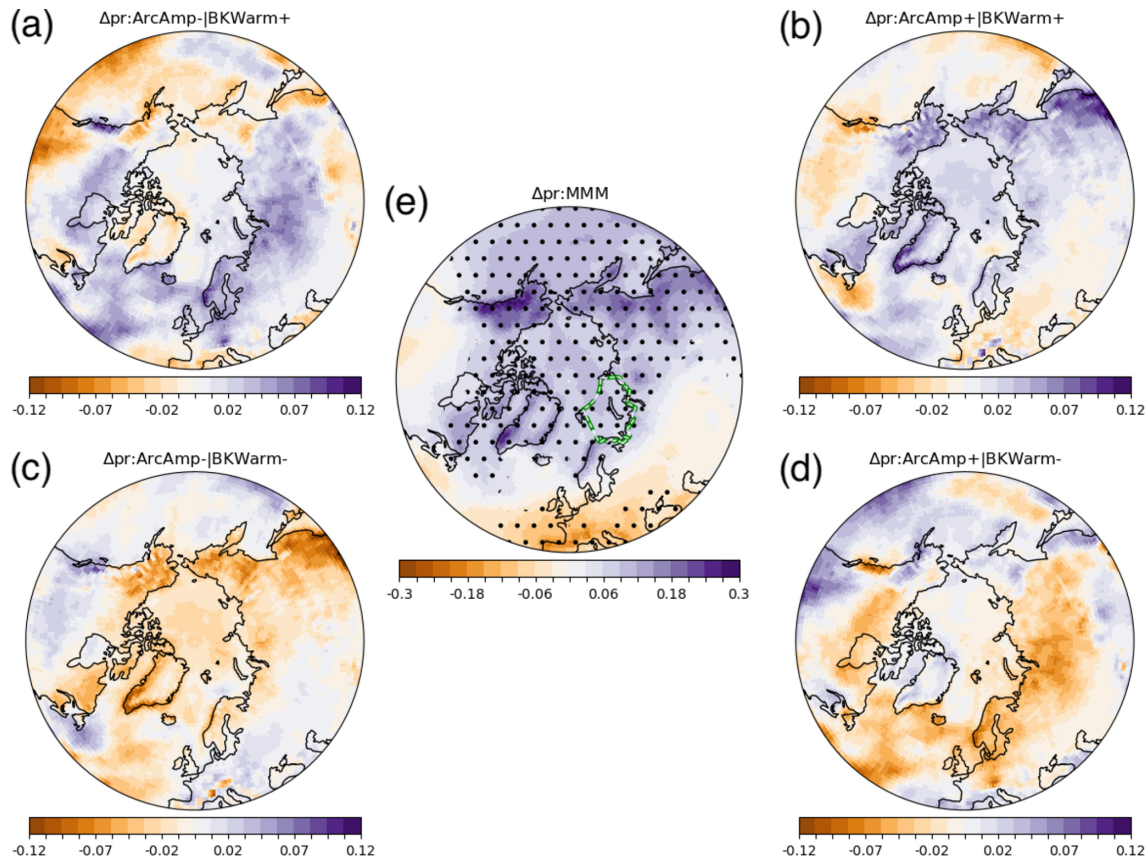 (a)
Δpr:ArcAmp-|BKWarm+
-0.12 -0.07 -0.02 0.02 0.07 0.12
(b)
Δpr:ArcAmp+|BKWarm+
-0.12 -0.07 -0.02 0.02 0.07 0.12
(e)
Δpr:MMM
-0.3 -0.18 -0.06 0.06 0.18 0.3
(c)
Δpr:ArcAmp-|BKWarm-
-0.12 -0.07 -0.02 0.02 0.07 0.12
(d)
Δpr:ArcAmp+|BKWarm-
-0.12 -0.07 -0.02 0.02 0.07 0.12